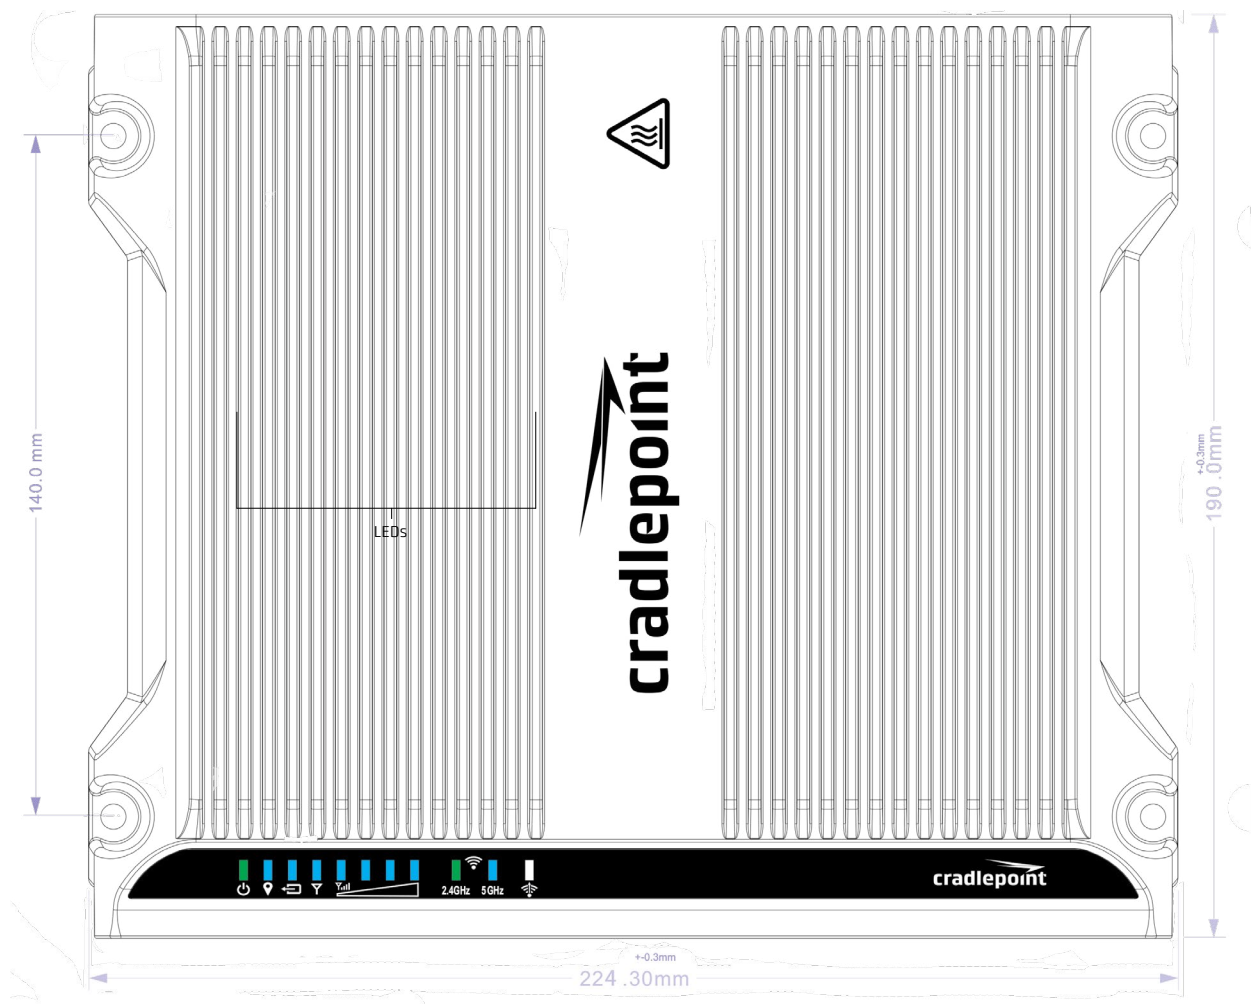 cradlepoint
140.0 mm
+-0.3mm
190 .0mm
LEDs
2.4GHz
5GHz
cradlepoint
+-0.3mm
224 .30mm